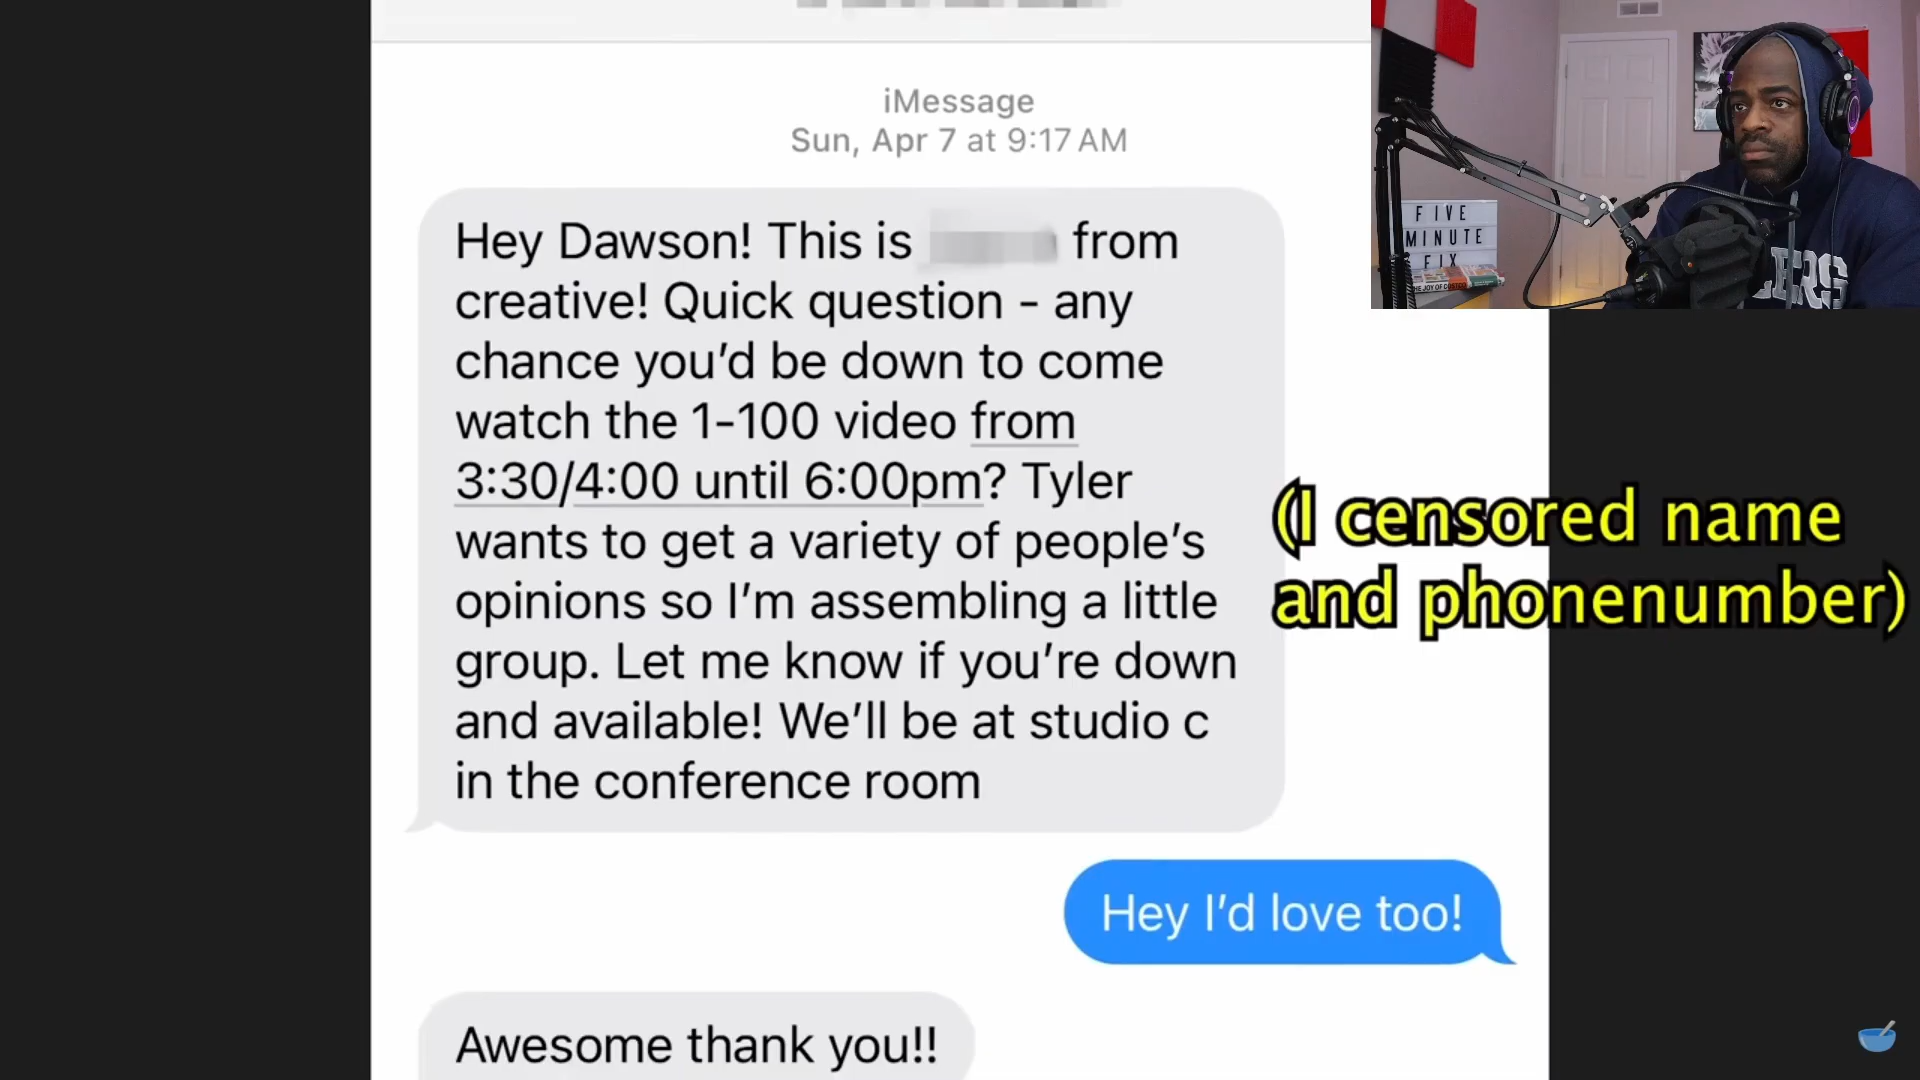 iMessage
Sun, Apr 7 at 9:17 AM
Hey Dawson! This is from
creative! Quick question - any
chance you'd be down to come
watch the 1-100 video from
3:30/4:00 until 6:00pm? Tyler
wants to get a variety of people's
opinions so I'm assembling a little
group. Let me know if you're down
and available! We'll be at studio c
in the conference room
(I censored name
and phonenumber)
Hey I'd love too!
Awesome thank you!!
FIVE
MINUTE
FIX
THE JOY OF COSTCO